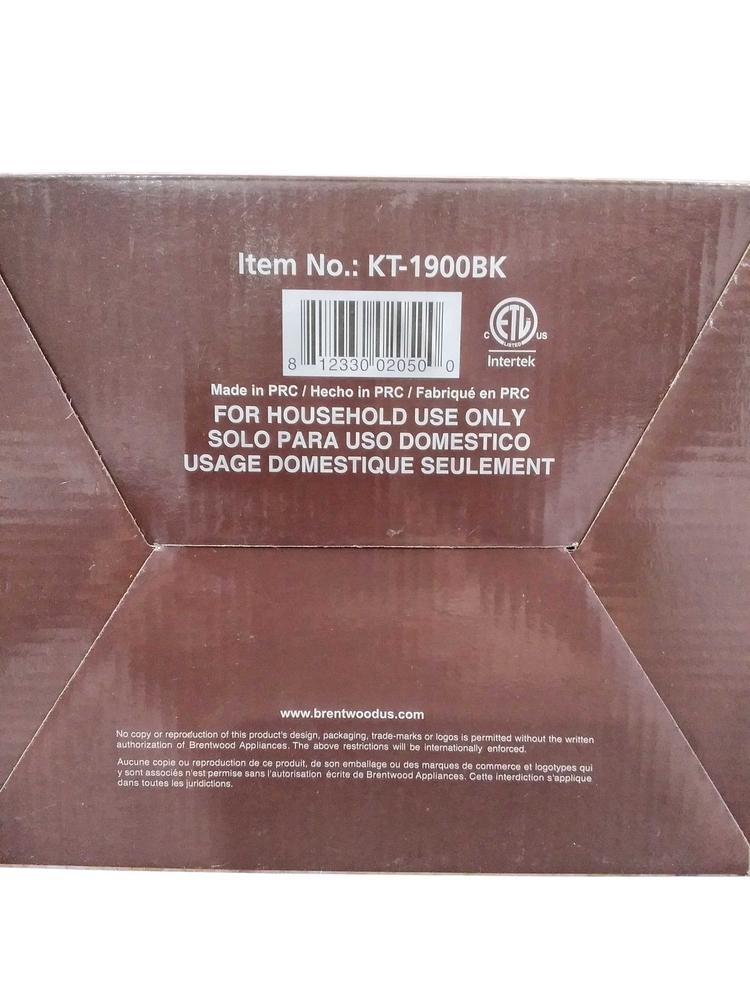 Item No.: KT-1900BK
8 12330 02050 0
C ETL US
LISTED
Intertek
Made in PRC / Hecho in PRC / Fabriqué en PRC
FOR HOUSEHOLD USE ONLY
SOLO PARA USO DOMESTICO
USAGE DOMESTIQUE SEULEMENT
www.brentwoodus.com
No copy or reproduction of this product's design, packaging, trade-marks or logos is permitted without the written
authorization of Brentwood Appliances. The above restrictions will be internationally enforced.
Aucune copie ou reproduction de ce produit, de son emballage ou des marques de commerce et logotypes qui
y sont associés n'est permise sans l'autorisation écrite de Brentwood Appliances. Cette interdiction s'applique
dans toutes les juridictions.